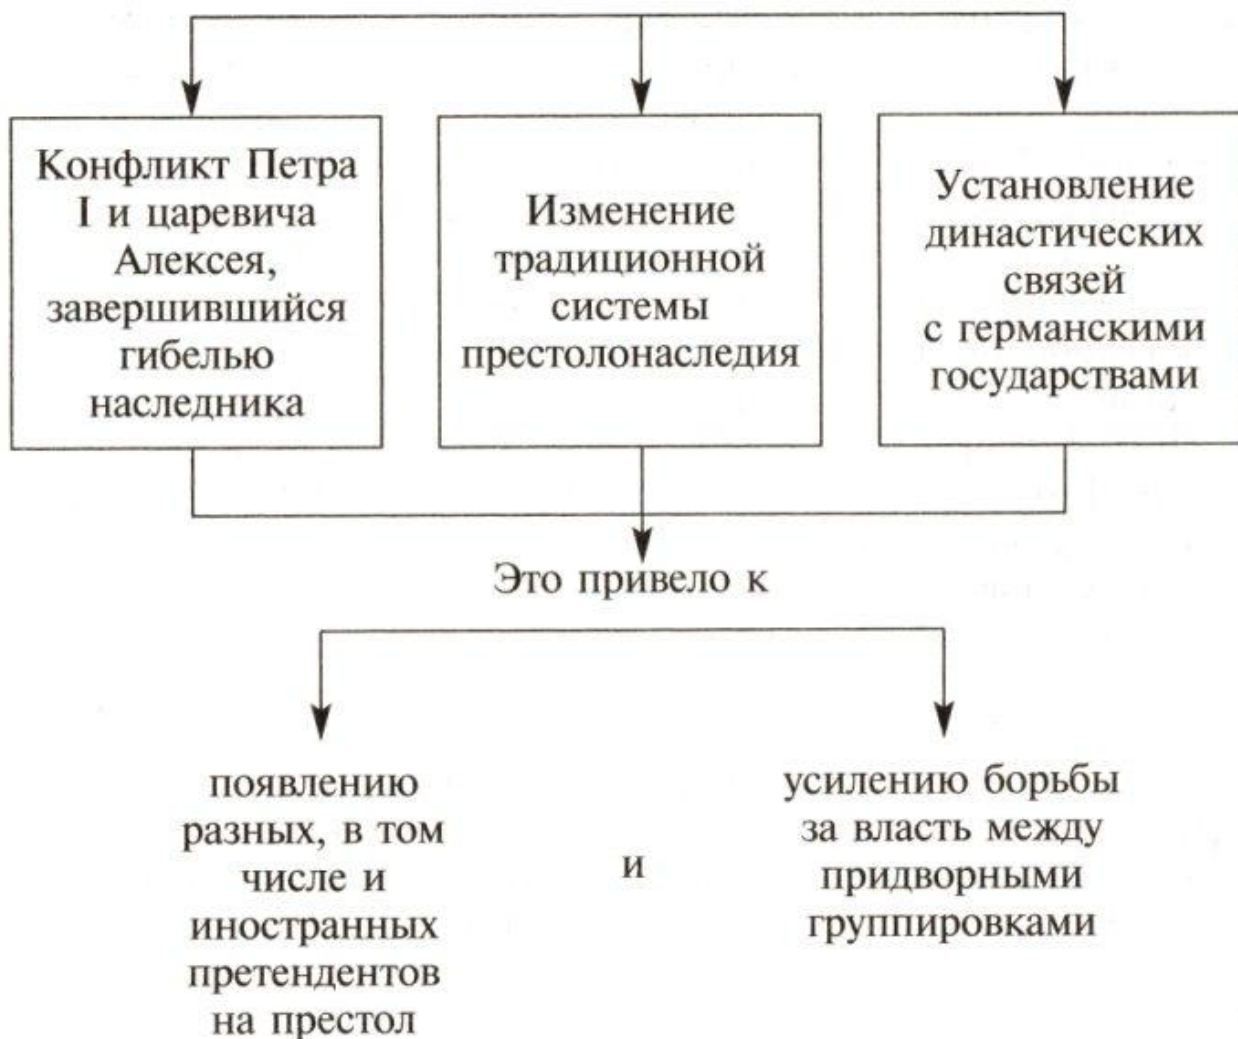 Конфликт Петра
I и царевича
Алексея,
завершившийся
гибелью
наследника
Изменение
традиционной
системы
престолонаследия
Установление
династических
связей
с германскими
государствами
Это привело к
появлению
разных, в том
числе и
иностранных
претендентов
на престол
и
усилению борьбы
за власть между
придворными
группировками